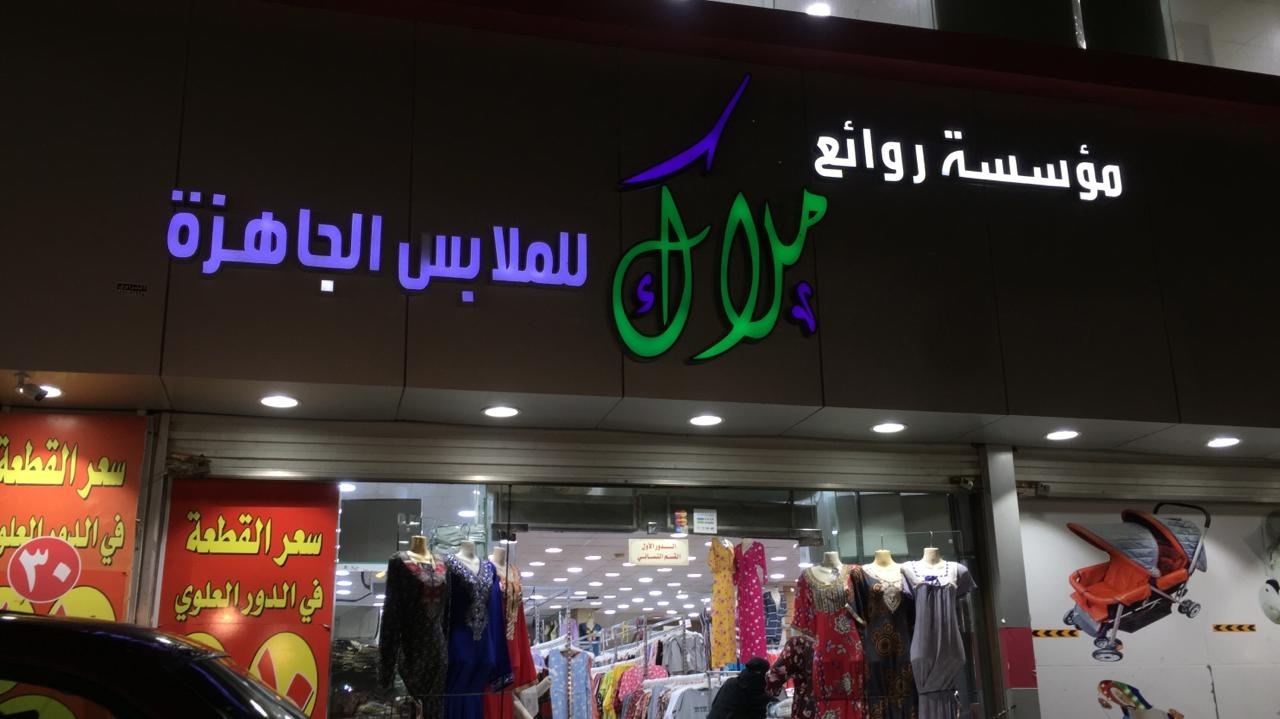 مؤسسة روائع
ملاك
للملابس الجاهزة
سعر القطعة
في الدور العلوي
٣٠
سعر القطعة
في الدور العلوي
الدور الأول
القسم النسائي